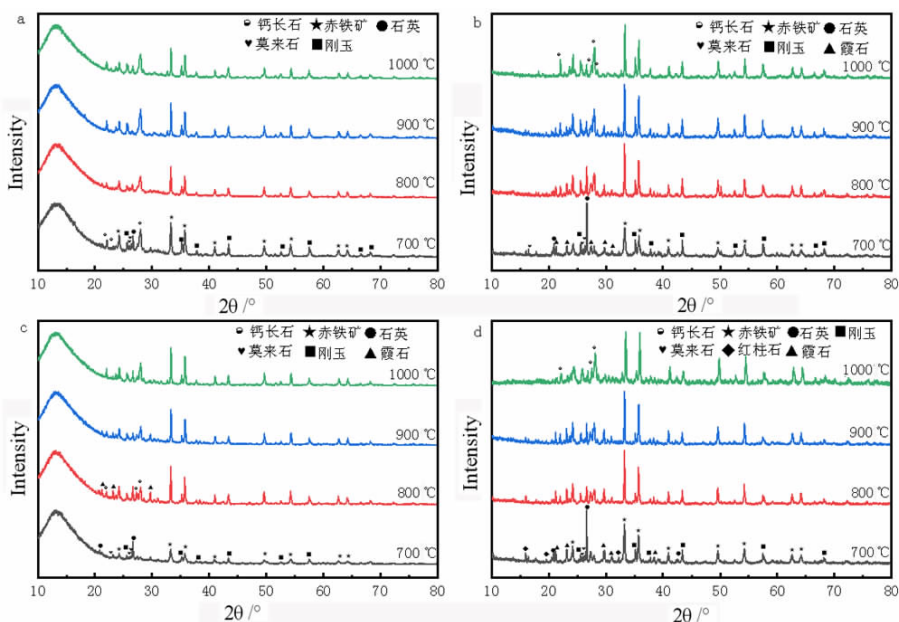 a
钙长石 赤铁矿 石英
莫来石 刚玉
1000 ℃
900 ℃
800 ℃
700 ℃
Intensity
10 20 30 40 50 60 70 80
2θ /°
b
钙长石 赤铁矿 石英
莫来石 刚玉 霞石
1000 ℃
900 ℃
800 ℃
700 ℃
Intensity
10 20 30 40 50 60 70 80
2θ /°
c
钙长石 赤铁矿 石英
莫来石 刚玉 霞石
1000 ℃
900 ℃
800 ℃
700 ℃
Intensity
10 20 30 40 50 60 70 80
2θ /°
d
钙长石 赤铁矿 石英 刚玉
莫来石 红柱石 霞石
1000 ℃
900 ℃
800 ℃
700 ℃
Intensity
10 20 30 40 50 60 70 80
2θ /°